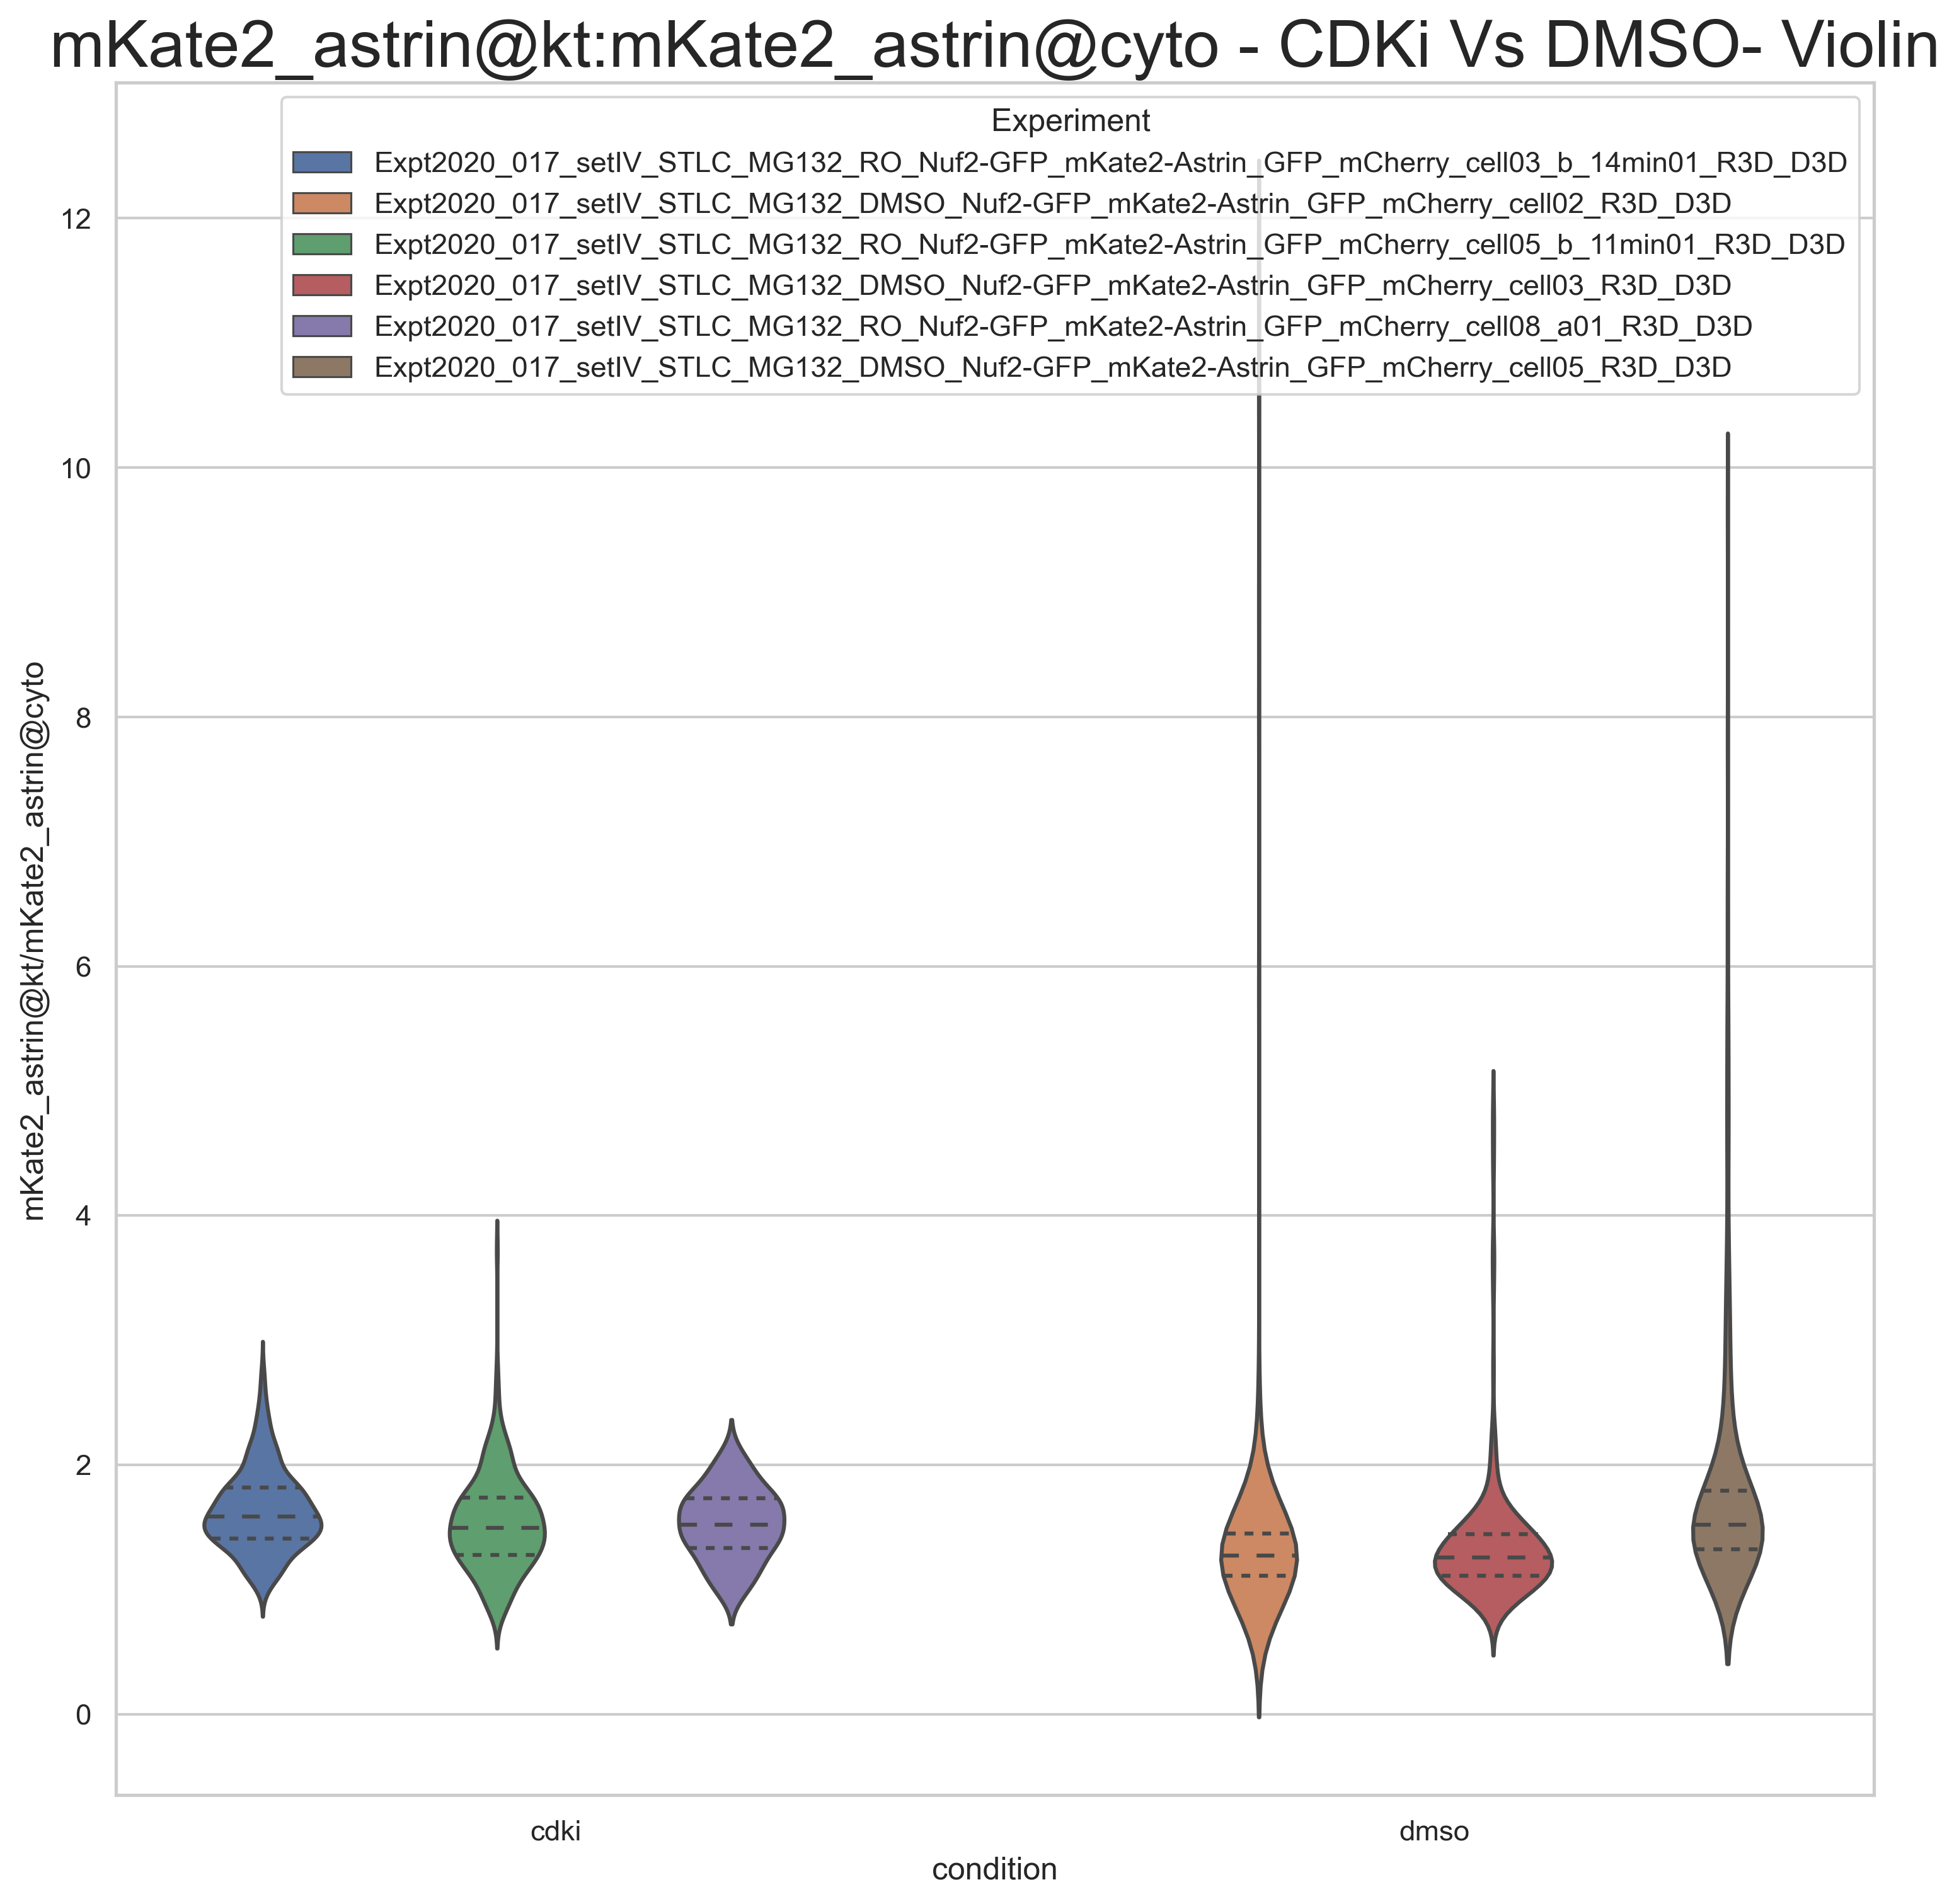 mKate2_astrin@kt:mKate2_astrin@cyto - CDKi Vs DMSO- Violin
Experiment
Expt2020_017_setIV_STLC_MG132_RO_Nuf2-GFP_mKate2-Astrin_GFP_mCherry_cell03_b_14min01_R3D_D3D
Expt2020_017_setIV_STLC_MG132_DMSO_Nuf2-GFP_mKate2-Astrin_GFP_mCherry_cell02_R3D_D3D
Expt2020_017_setIV_STLC_MG132_RO_Nuf2-GFP_mKate2-Astrin_GFP_mCherry_cell05_b_11min01_R3D_D3D
Expt2020_017_setIV_STLC_MG132_DMSO_Nuf2-GFP_mKate2-Astrin_GFP_mCherry_cell03_R3D_D3D
Expt2020_017_setIV_STLC_MG132_RO_Nuf2-GFP_mKate2-Astrin_GFP_mCherry_cell08_a01_R3D_D3D
Expt2020_017_setIV_STLC_MG132_DMSO_Nuf2-GFP_mKate2-Astrin_GFP_mCherry_cell05_R3D_D3D
mKate2_astrin@kt/mKate2_astrin@cyto
12
10
8
6
4
2
0
cdki
dmso
condition